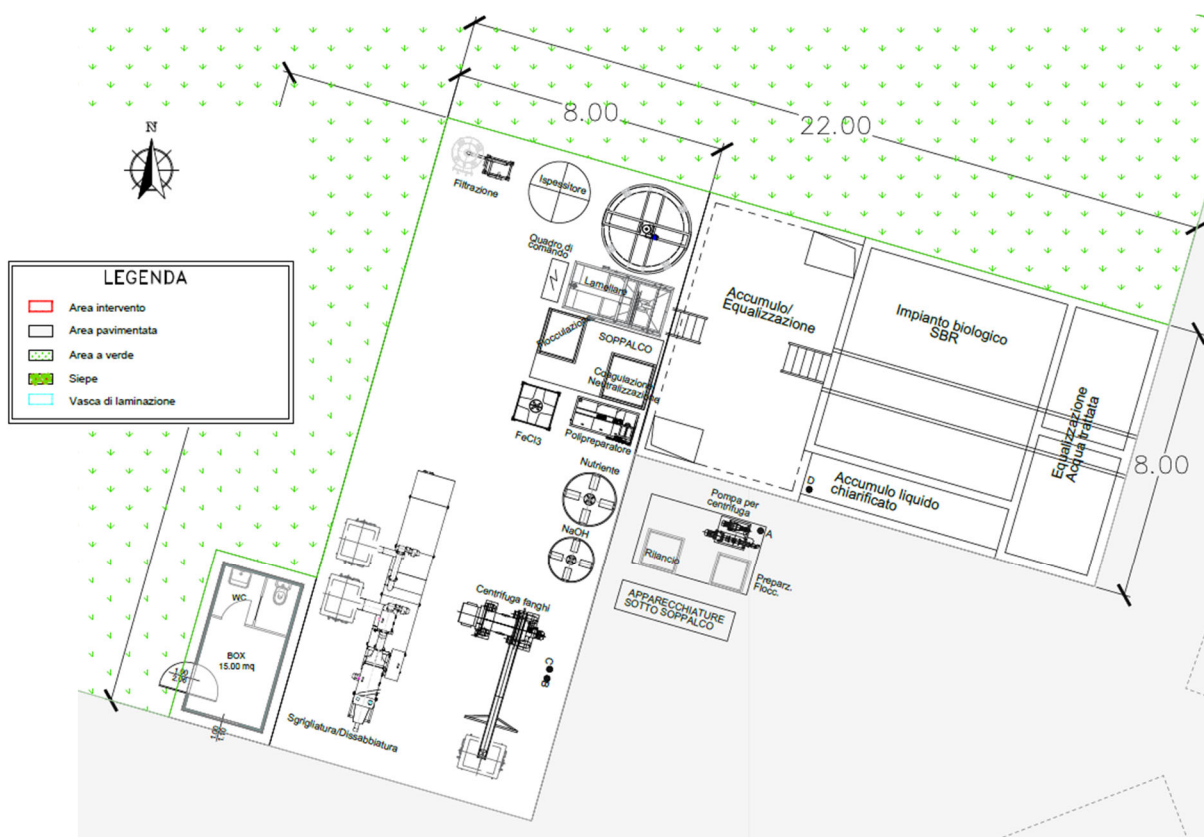 8.00
22.00
N
Filtrazione
Ispessitore
Quadro di
comando
Lamellare
Flocculazione
SOPPALCO
Coagulazione
Neutralizzazione
FeCl3
Polipreparatore
Accumulo/
Equalizzazione
Impianto biologico
SBR
Equalizzazione
Acqua trattata
8.00
LEGENDA
Area intervento
Area pavimentata
Area a verde
Siepe
Vasca di laminazione
Nutriente
NaOH
Accumulo liquido
chiarificato
D
Pompa per
centrifuga
A
Rilancio
Preparz.
Flocc.
APPARECCHIATURE
SOTTO SOPPALCO
Centrifuga fanghi
C
B
WC
BOX
15.00 mq
Sgrigliatura/Dissabbiatura